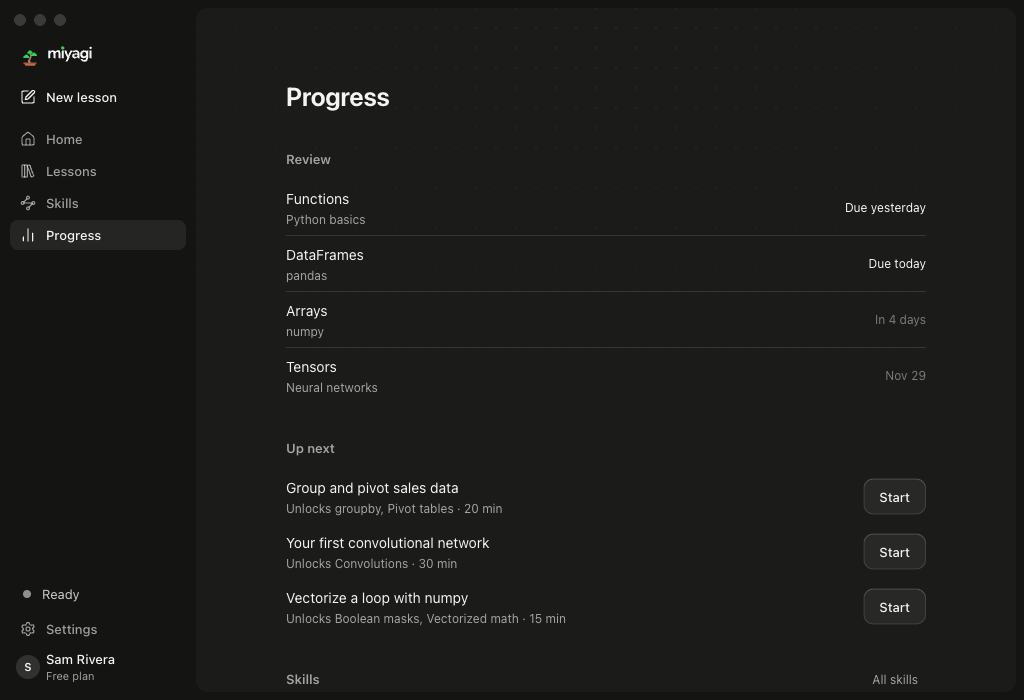 miyagi
New lesson
Home
Lessons
Skills
Progress
Ready
Settings
S
Sam Rivera
Free plan
Progress
Review
Functions
Python basics
Due yesterday
DataFrames
pandas
Due today
Arrays
numpy
In 4 days
Tensors
Neural networks
Nov 29
Up next
Group and pivot sales data
Unlocks groupby, Pivot tables · 20 min
Start
Your first convolutional network
Unlocks Convolutions · 30 min
Start
Vectorize a loop with numpy
Unlocks Boolean masks, Vectorized math · 15 min
Start
Skills
All skills